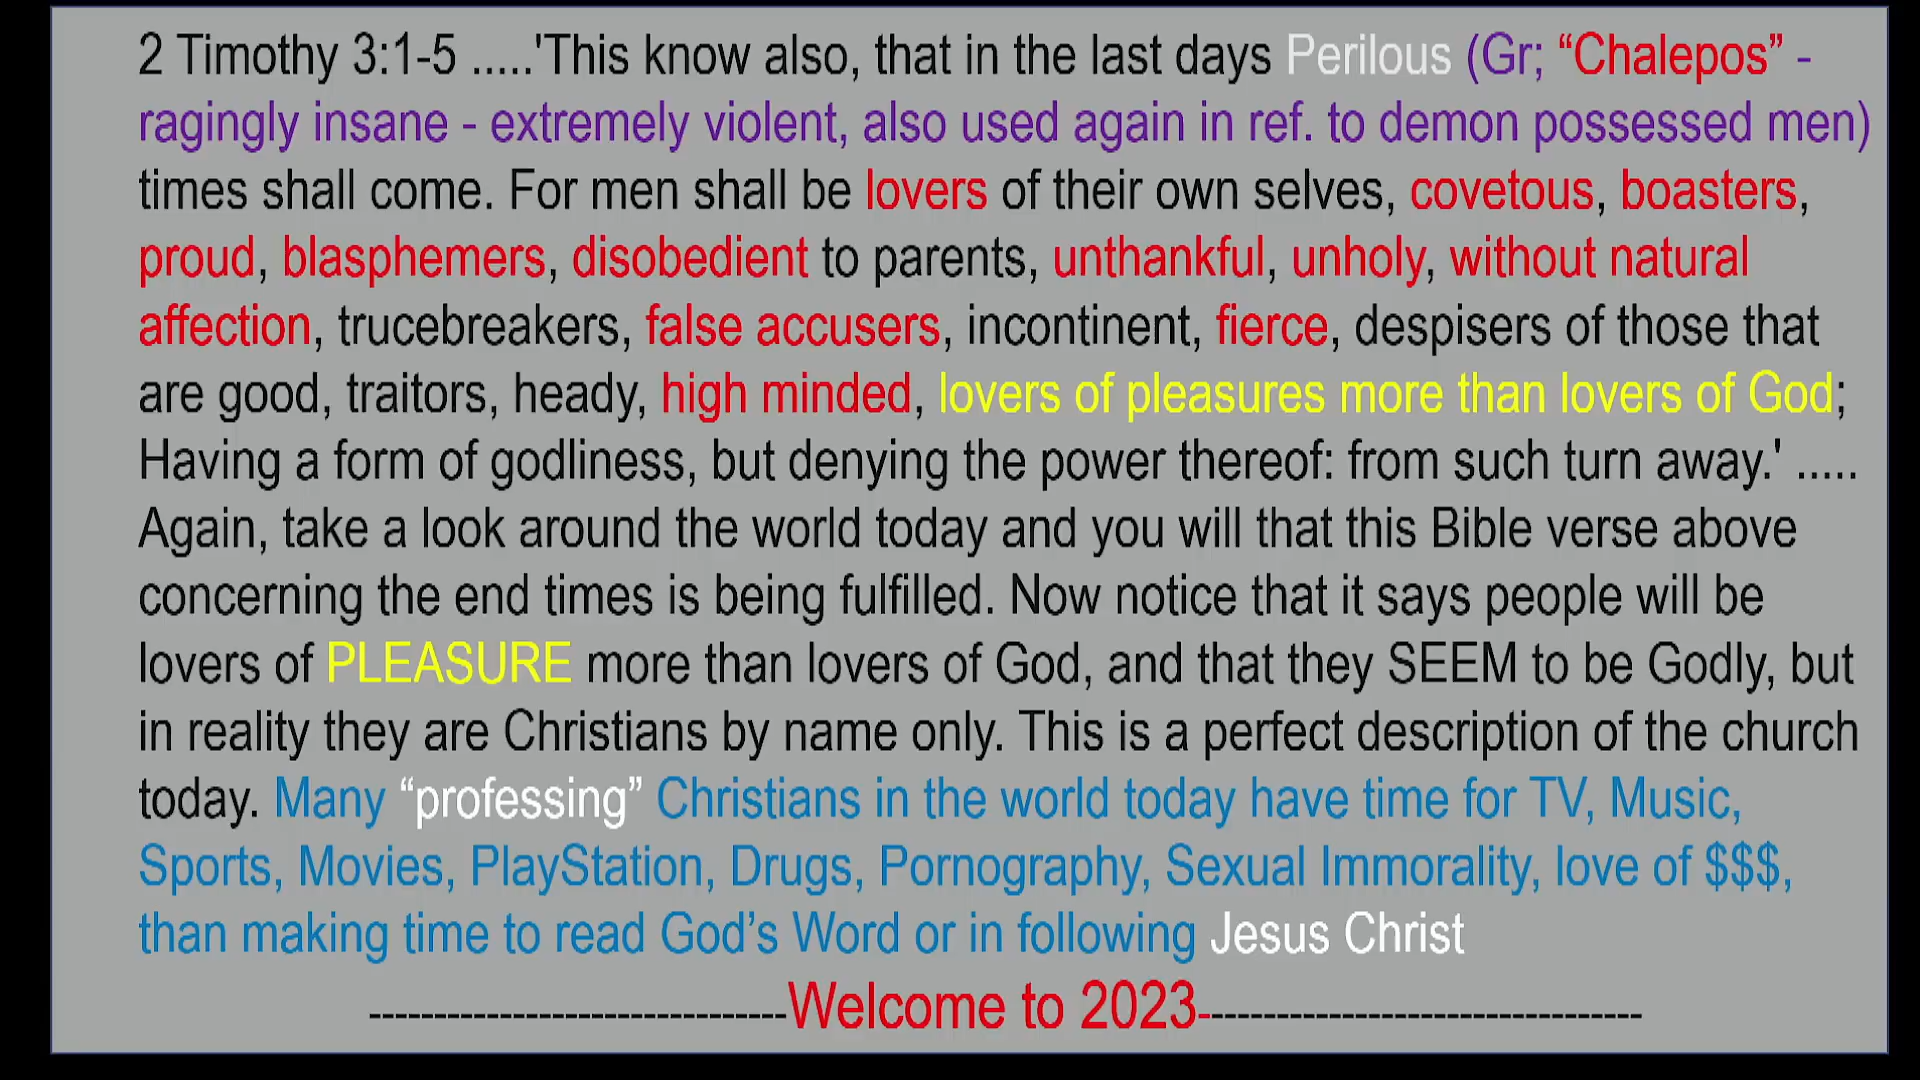 2 Timothy 3:1-5 .....'This know also, that in the last days Perilous (Gr; “Chalepos” -
ragingly insane - extremely violent, also used again in ref. to demon possessed men)
times shall come. For men shall be lovers of their own selves, covetous, boasters,
proud, blasphemers, disobedient to parents, unthankful, unholy, without natural
affection, trucebreakers, false accusers, incontinent, fierce, despisers of those that
are good, traitors, heady, high minded, lovers of pleasures more than lovers of God;
Having a form of godliness, but denying the power thereof: from such turn away.' .....
Again, take a look around the world today and you will that this Bible verse above
concerning the end times is being fulfilled. Now notice that it says people will be
lovers of PLEASURE more than lovers of God, and that they SEEM to be Godly, but
in reality they are Christians by name only. This is a perfect description of the church
today. Many “professing” Christians in the world today have time for TV, Music,
Sports, Movies, PlayStation, Drugs, Pornography, Sexual Immorality, love of $$$,
than making time to read God’s Word or in following Jesus Christ
--------------------------------Welcome to 2023----------------------------------